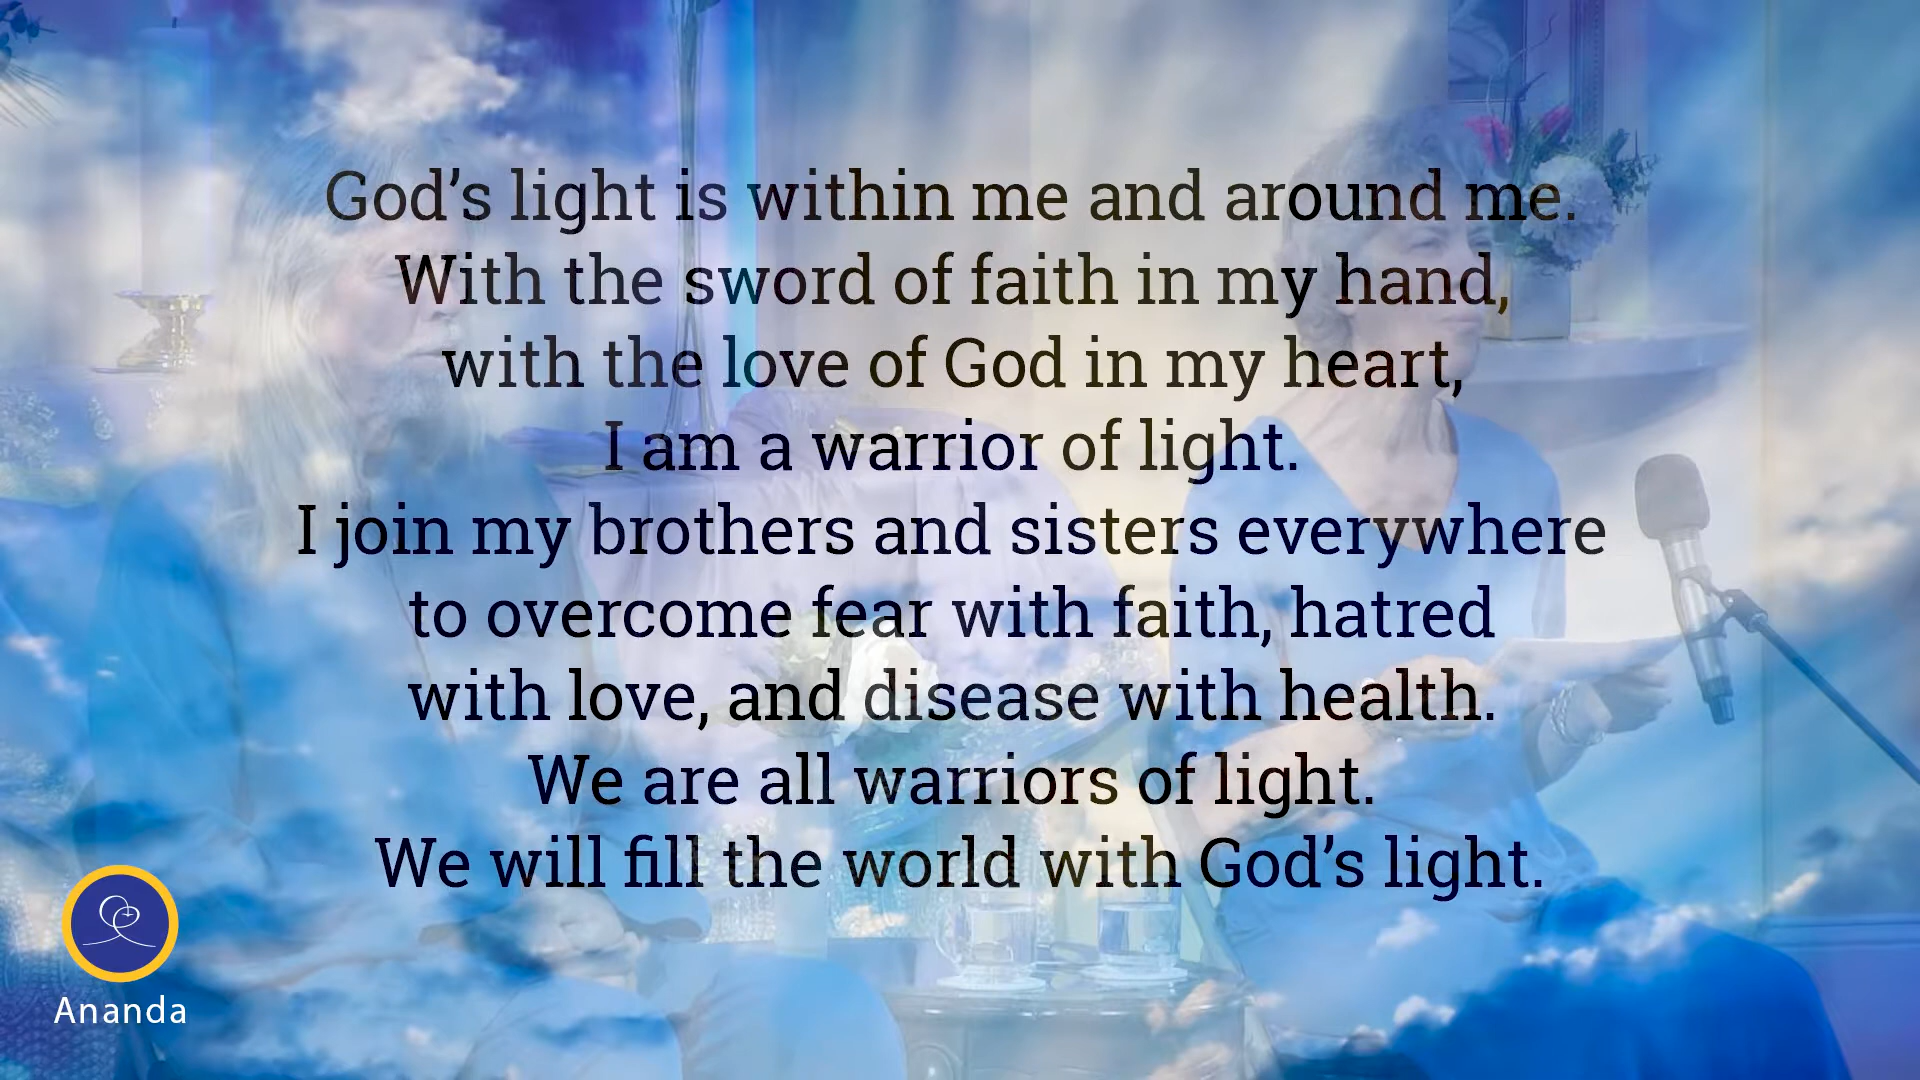 God’s light is within me and around me.
With the sword of faith in my hand,
with the love of God in my heart,
I am a warrior of light.
I join my brothers and sisters everywhere
to overcome fear with faith, hatred
with love, and disease with health.
We are all warriors of light.
We will fill the world with God’s light.
Ananda